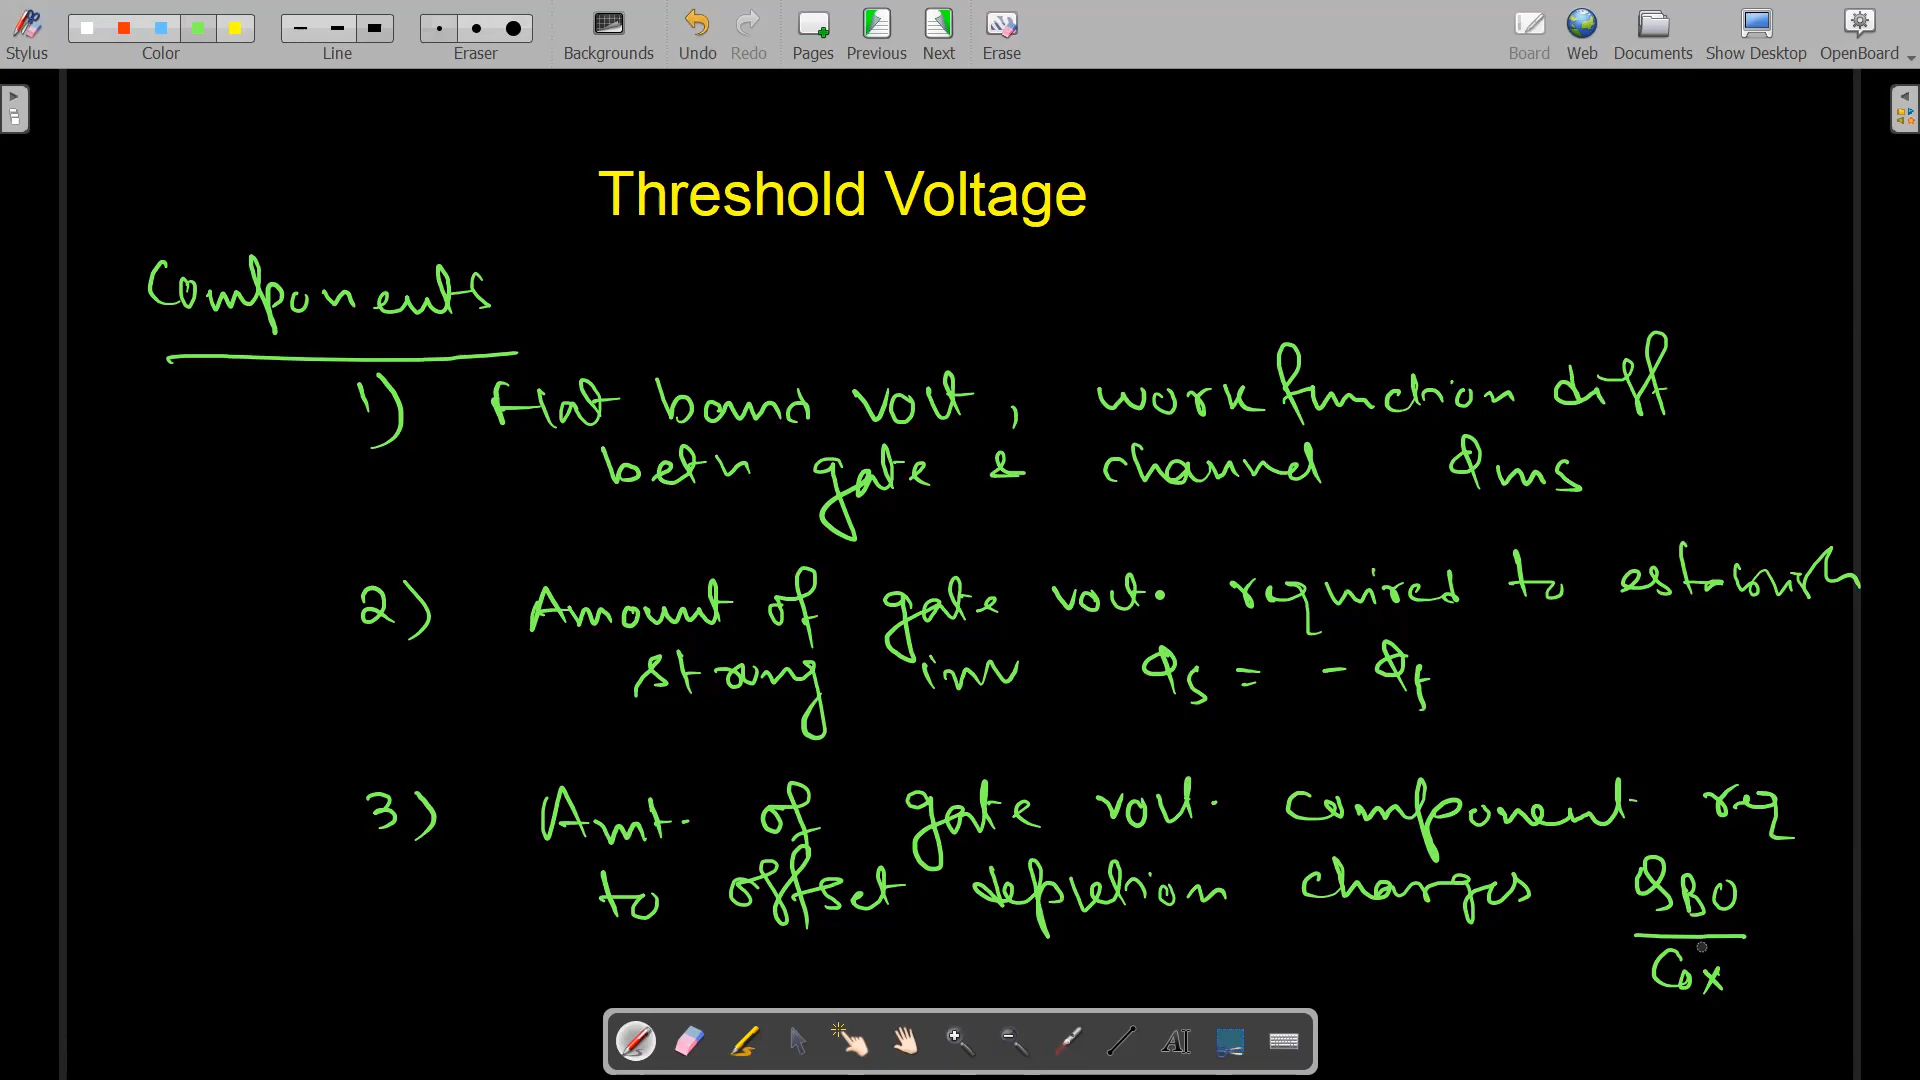 Stylus Color Line Eraser Backgrounds Undo Redo Pages Previous Next Erase Board Web Documents Show Desktop OpenBoard
Threshold Voltage
Components
1) Flat band volt, work function diff
betn gate & channel Φms
2) Amount of gate volt. required to establish
strong inv Φs = - Φf
3) Amt. of gate volt. component req
to offset depletion charges QBO
Cox
AI